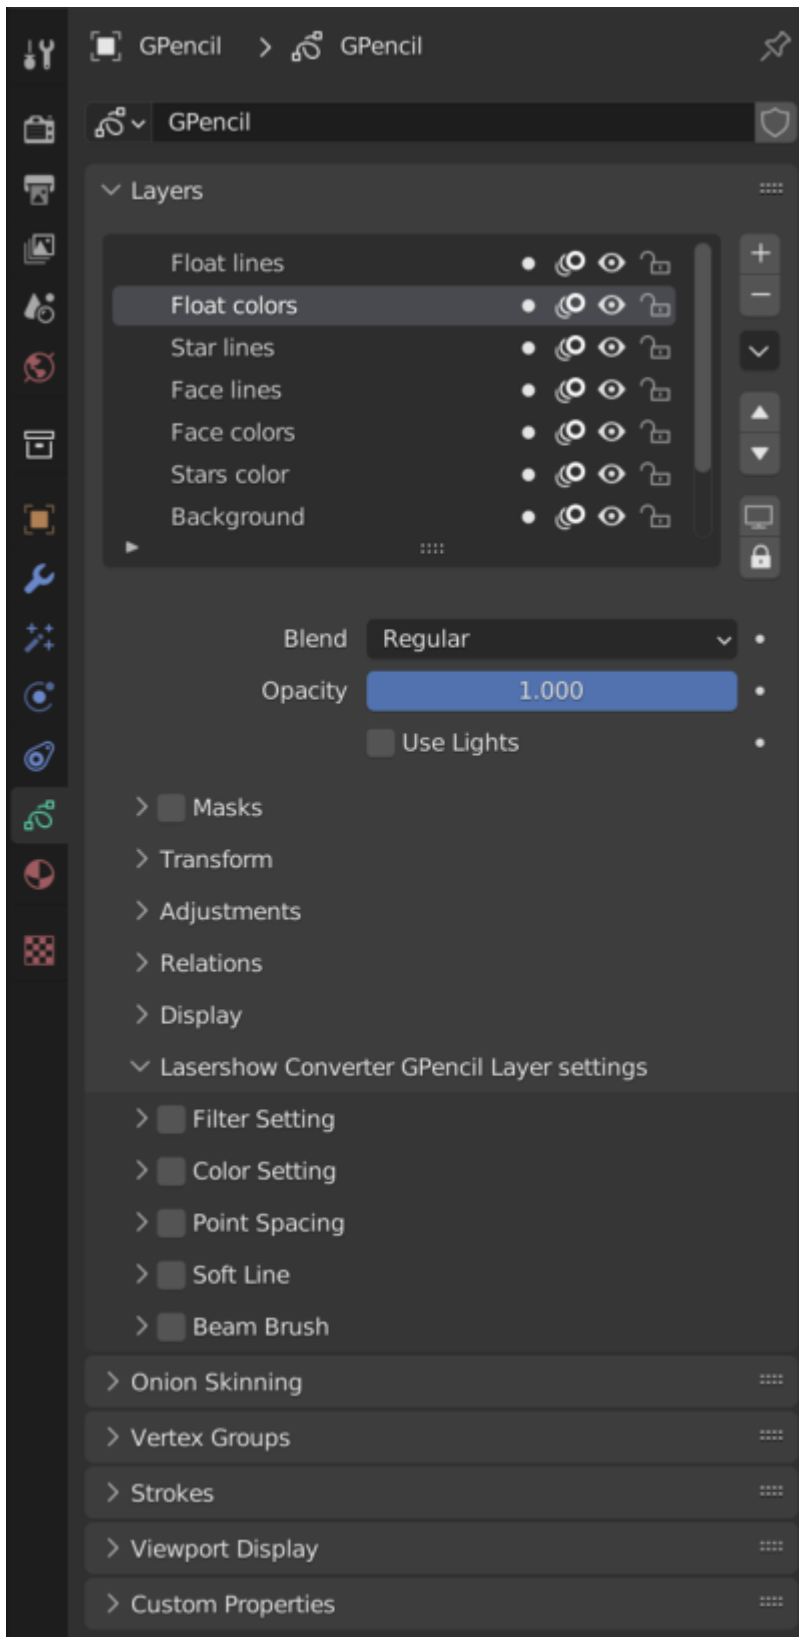 GPencil > GPencil
GPencil
Layers
Float lines
Float colors
Star lines
Face lines
Face colors
Stars color
Background
Blend Regular
Opacity 1.000
Use Lights
Masks
Transform
Adjustments
Relations
Display
Lasershow Converter GPencil Layer settings
Filter Setting
Color Setting
Point Spacing
Soft Line
Beam Brush
Onion Skinning
Vertex Groups
Strokes
Viewport Display
Custom Properties